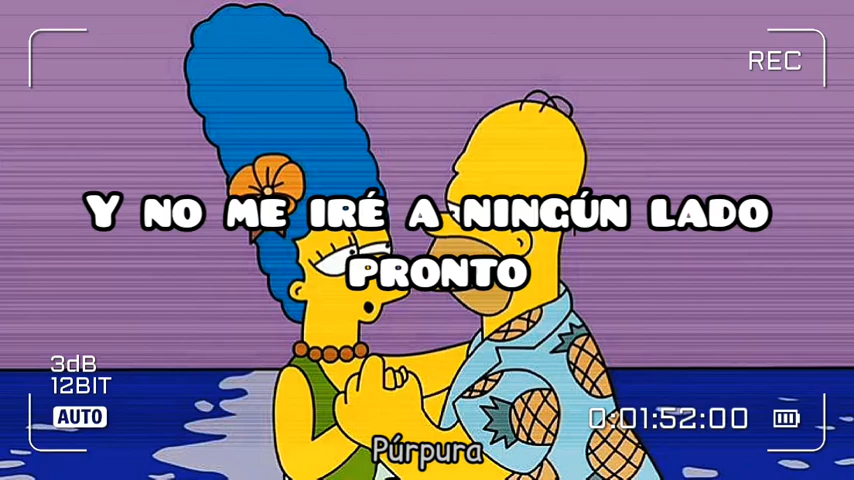 REC
Y NO ME IRÉ A NINGÚN LADO
PRONTO
3dB
12BIT
AUTO
0:01:52:00
Púrpura